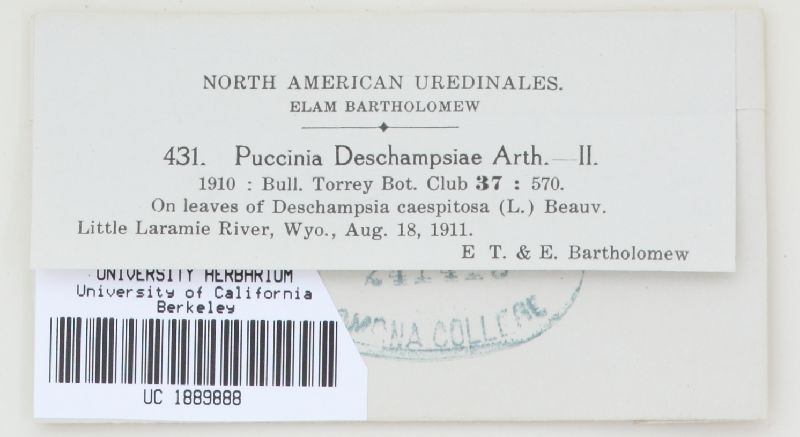 NORTH AMERICAN UREDINALES.
ELAM BARTHOLOMEW
431. Puccinia Deschampsiae Arth.—II.
1910 : Bull. Torrey Bot. Club 37 : 570.
On leaves of Deschampsia caespitosa (L.) Beauv.
Little Laramie River, Wyo., Aug. 18, 1911.
E T. & E. Bartholomew
UNIVERSITY HERBARIUM
University of California
Berkeley
UC 1889888
COLLEGE